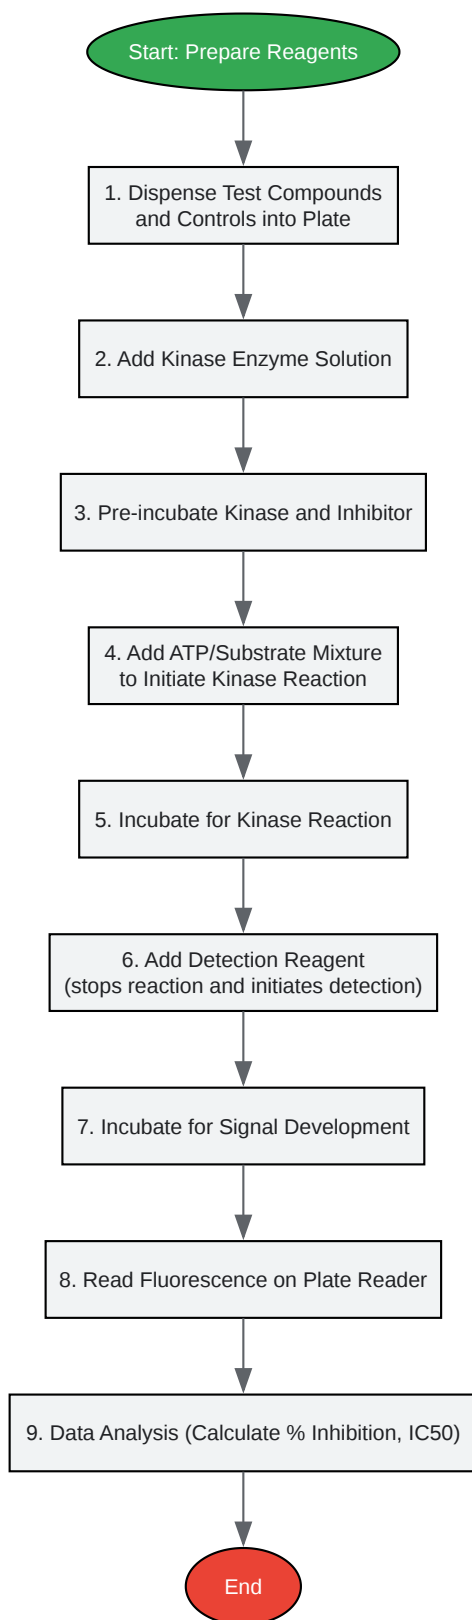 Start: Prepare Reagents
1. Dispense Test Compounds
and Controls into Plate
2. Add Kinase Enzyme Solution
3. Pre-incubate Kinase and Inhibitor
4. Add ATP/Substrate Mixture
to Initiate Kinase Reaction
5. Incubate for Kinase Reaction
6. Add Detection Reagent
(stops reaction and initiates detection)
7. Incubate for Signal Development
8. Read Fluorescence on Plate Reader
9. Data Analysis (Calculate % Inhibition, IC50)
End